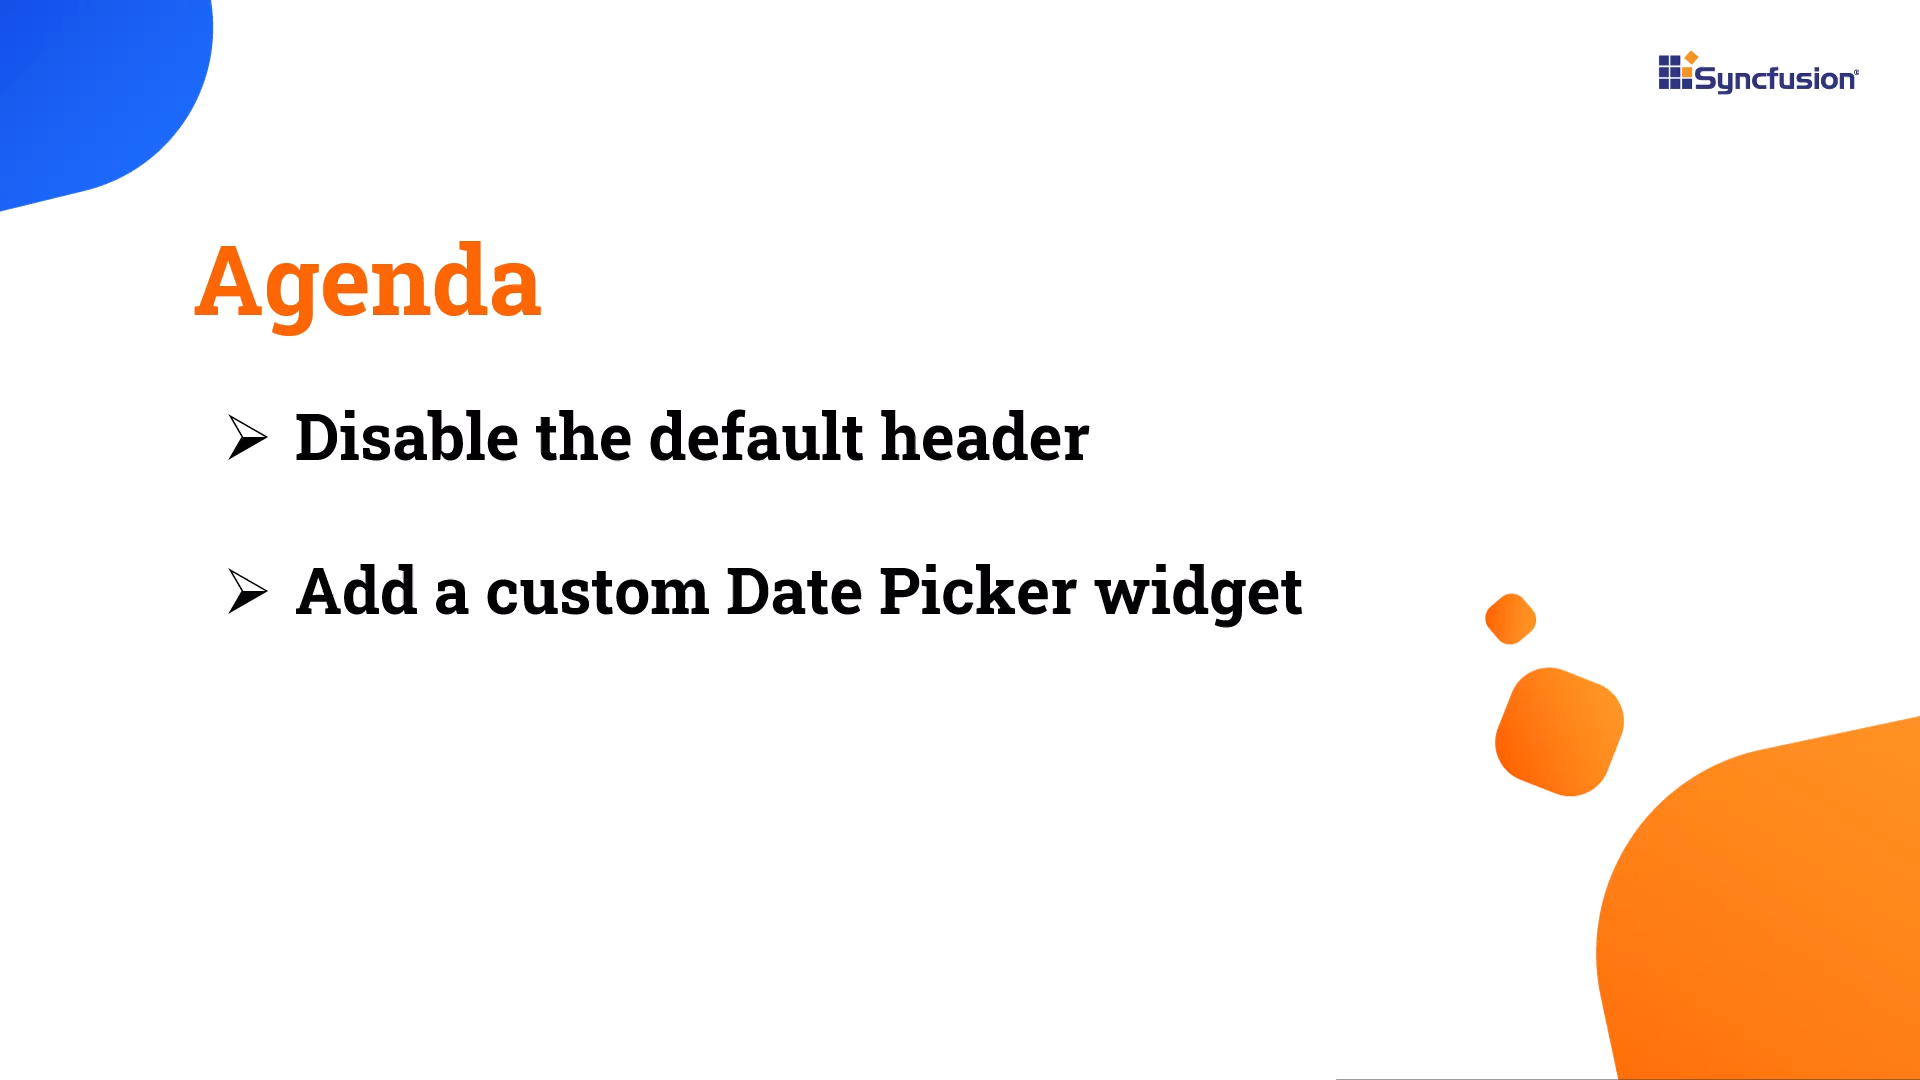 Syncfusion®
Agenda
➢ Disable the default header
➢ Add a custom Date Picker widget